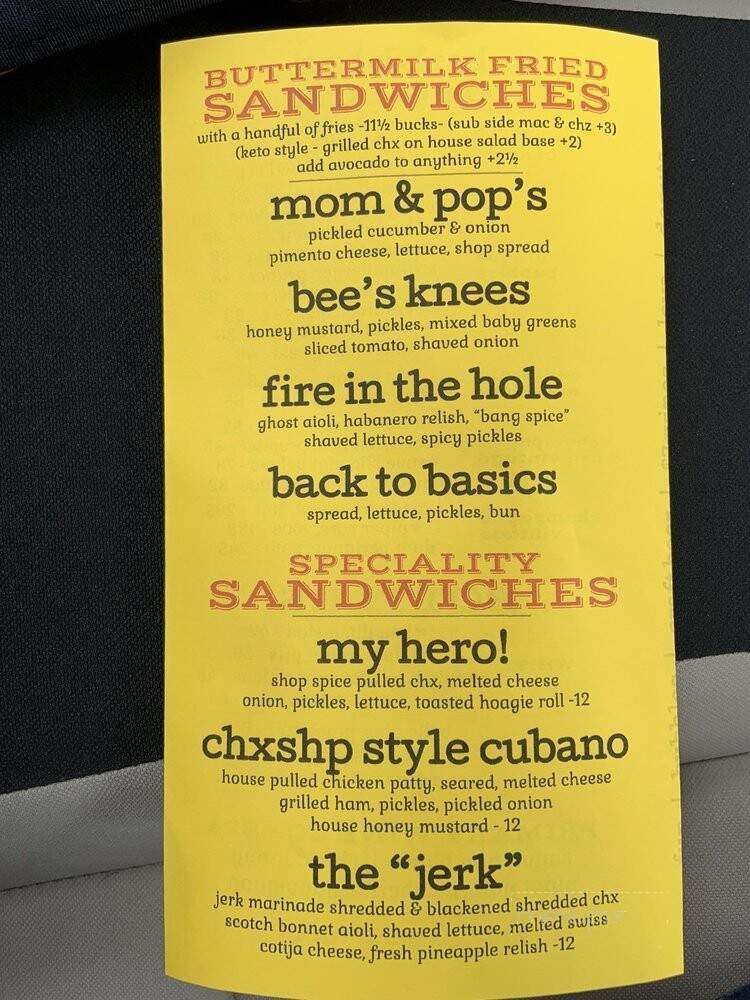 BUTTERMILK FRIED
SANDWICHES
with a handful of fries -11½ bucks- (sub side mac & chz +3)
(keto style - grilled chx on house salad base +2)
add avocado to anything +2½
mom & pop's
pickled cucumber & onion
pimento cheese, lettuce, shop spread
bee's knees
honey mustard, pickles, mixed baby greens
sliced tomato, shaved onion
fire in the hole
ghost aioli, habanero relish, "bang spice"
shaved lettuce, spicy pickles
back to basics
spread, lettuce, pickles, bun
SPECIALITY
SANDWICHES
my hero!
shop spice pulled chx, melted cheese
onion, pickles, lettuce, toasted hoagie roll -12
chxshp style cubano
house pulled chicken patty, seared, melted cheese
grilled ham, pickles, pickled onion
house honey mustard - 12
the "jerk"
jerk marinade shredded & blackened shredded chx
scotch bonnet aioli, shaved lettuce, melted swiss
cotija cheese, fresh pineapple relish -12